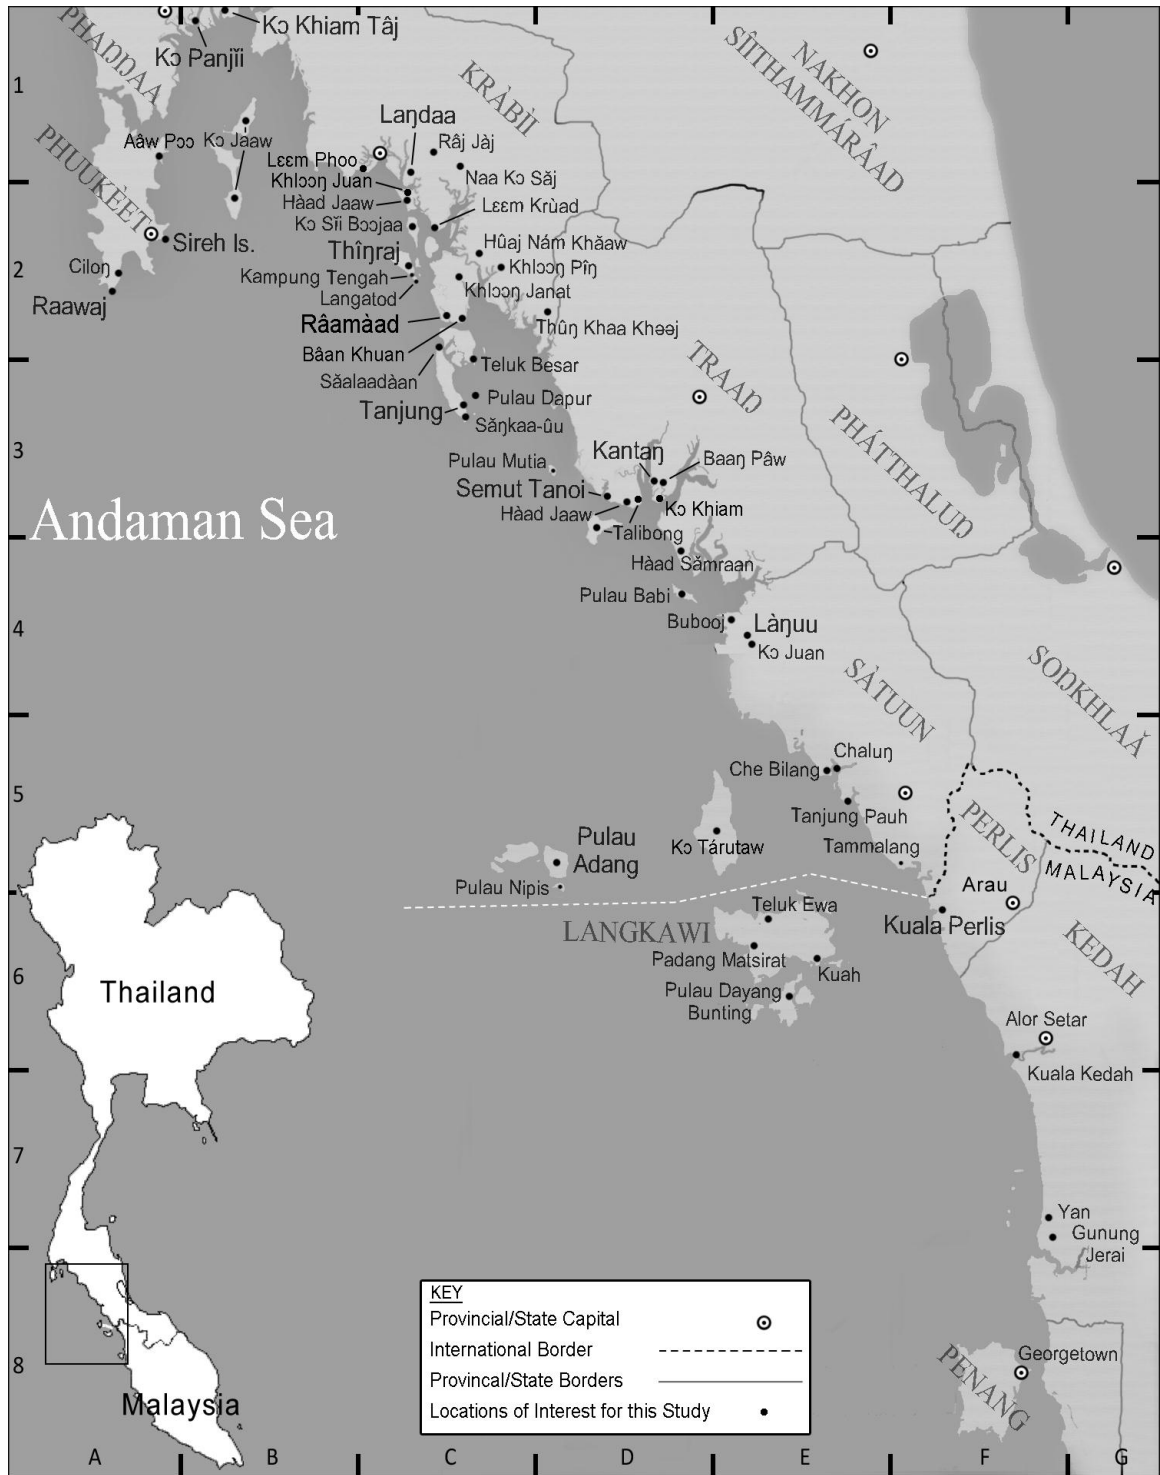 Kɔ Khiam Tâj
Kɔ Panjǐi
PHAŊŊAA
KRÀBÌI
NAKHON
SǏITHAMMÁRÂAD
1
Laŋdaa
Aâw Pɔɔ
Kɔ Jaaw
Râj Jàj
Lɛɛm Phoo
Naa Kɔ Sǎj
Khlɔɔŋ Juan
Hàad Jaaw
Lɛɛm Krùad
PHUUKÈET
Kɔ Sǐi Bɔɔjaa
Sireh Is.
Hûaj Nám Khǎaw
Thîŋraj
2
Ciloŋ
Khlɔɔŋ Pîŋ
Kampung Tengah
Khlɔɔŋ Janat
Langatod
Raawaj
Râamàad
Thûŋ Khaa Khəəj
Bâan Khuan
Teluk Besar
Sǎalaadàan
TRAAŊ
Pulau Dapur
Tanjung
PHÁTTHALUŊ
Sǎŋkaa-ûu
3
Kantaŋ
Baaŋ Pâw
Pulau Mutia
Semut Tanoi
Hàad Jaaw
Kɔ Khiam
Andaman Sea
Talibong
Hàad Sǎmraan
Pulau Babi
4
Bubooj
Làŋuu
Kɔ Juan
SÀTUUN
SOŊKHLAǍ
Chaluŋ
Che Bilang
5
Tanjung Pauh
PERLIS
THAILAND
Pulau
Adang
Kɔ Tárutaw
Tammalang
MALAYSIA
Pulau Nipis
Arau
Teluk Ewa
LANGKAWI
Kuala Perlis
KEDAH
Padang Matsirat
6
Kuah
Pulau Dayang
Bunting
Thailand
Alor Setar
Kuala Kedah
7
Yan
Gunung
Jerai
KEY
Provincial/State Capital
International Border
Provincal/State Borders
Locations of Interest for this Study
Georgetown
PENANG
8
Malaysia
A B C D E F G